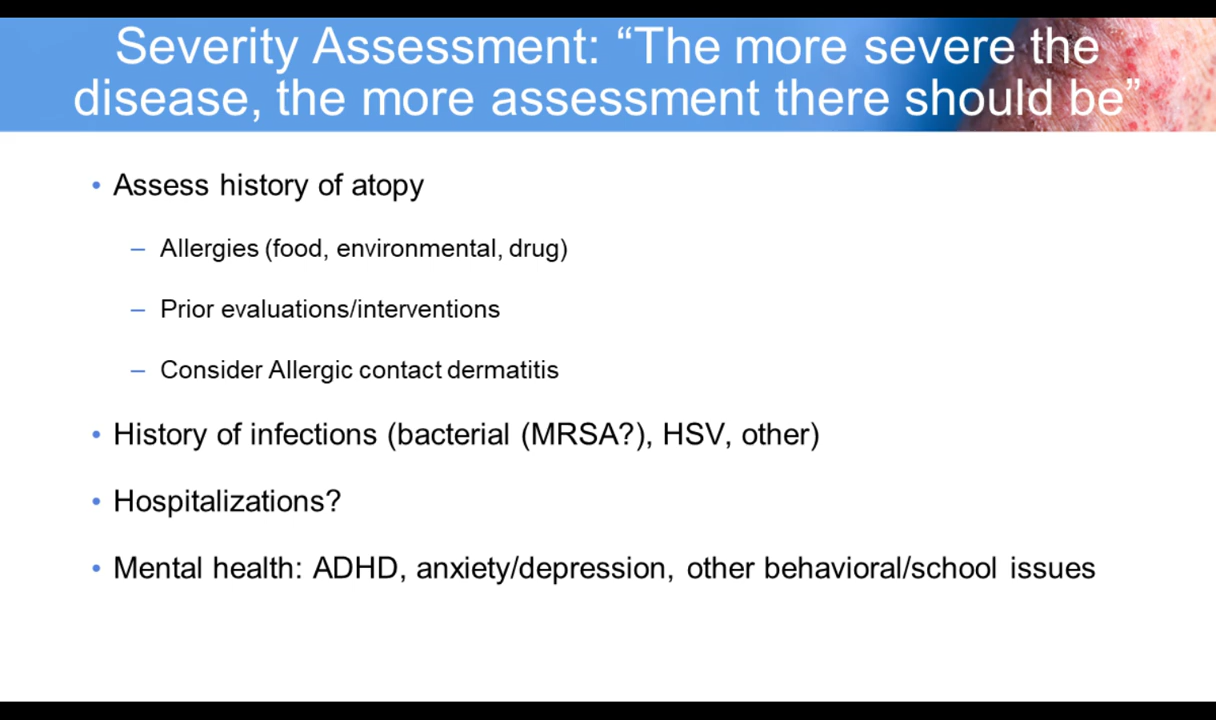 Severity Assessment: “The more severe the
disease, the more assessment there should be”
• Assess history of atopy
– Allergies (food, environmental, drug)
– Prior evaluations/interventions
– Consider Allergic contact dermatitis
• History of infections (bacterial (MRSA?), HSV, other)
• Hospitalizations?
• Mental health: ADHD, anxiety/depression, other behavioral/school issues